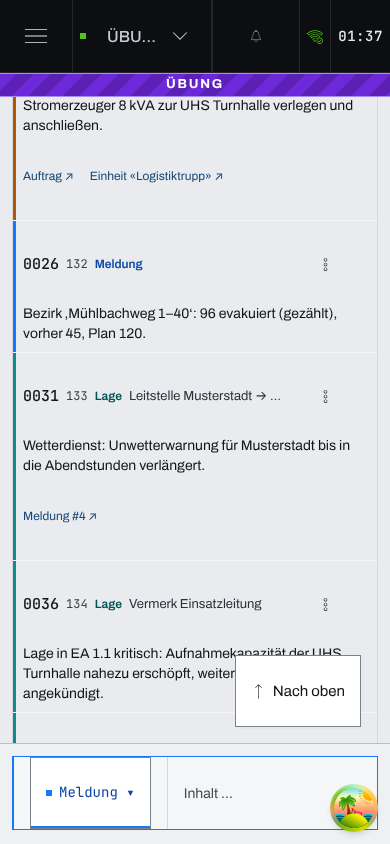 ÜBU...
01:37
ÜBUNG
Stromerzeuger 8 kVA zur UHS Turnhalle verlegen und
anschließen.
Auftrag ↗ Einheit «Logistiktrupp» ↗
0026 132 Meldung
Bezirk ‚Mühlbachweg 1–40‘: 96 evakuiert (gezählt),
vorher 45, Plan 120.
0031 133 Lage Leitstelle Musterstadt → ...
Wetterdienst: Unwetterwarnung für Musterstadt bis in
die Abendstunden verlängert.
Meldung #4 ↗
0036 134 Lage Vermerk Einsatzleitung
Lage in EA 1.1 kritisch: Aufnahmekapazität der UHS
Turnhalle nahezu erschöpft, weiter
angekündigt.
↑ Nach oben
Meldung ▾
Inhalt ...